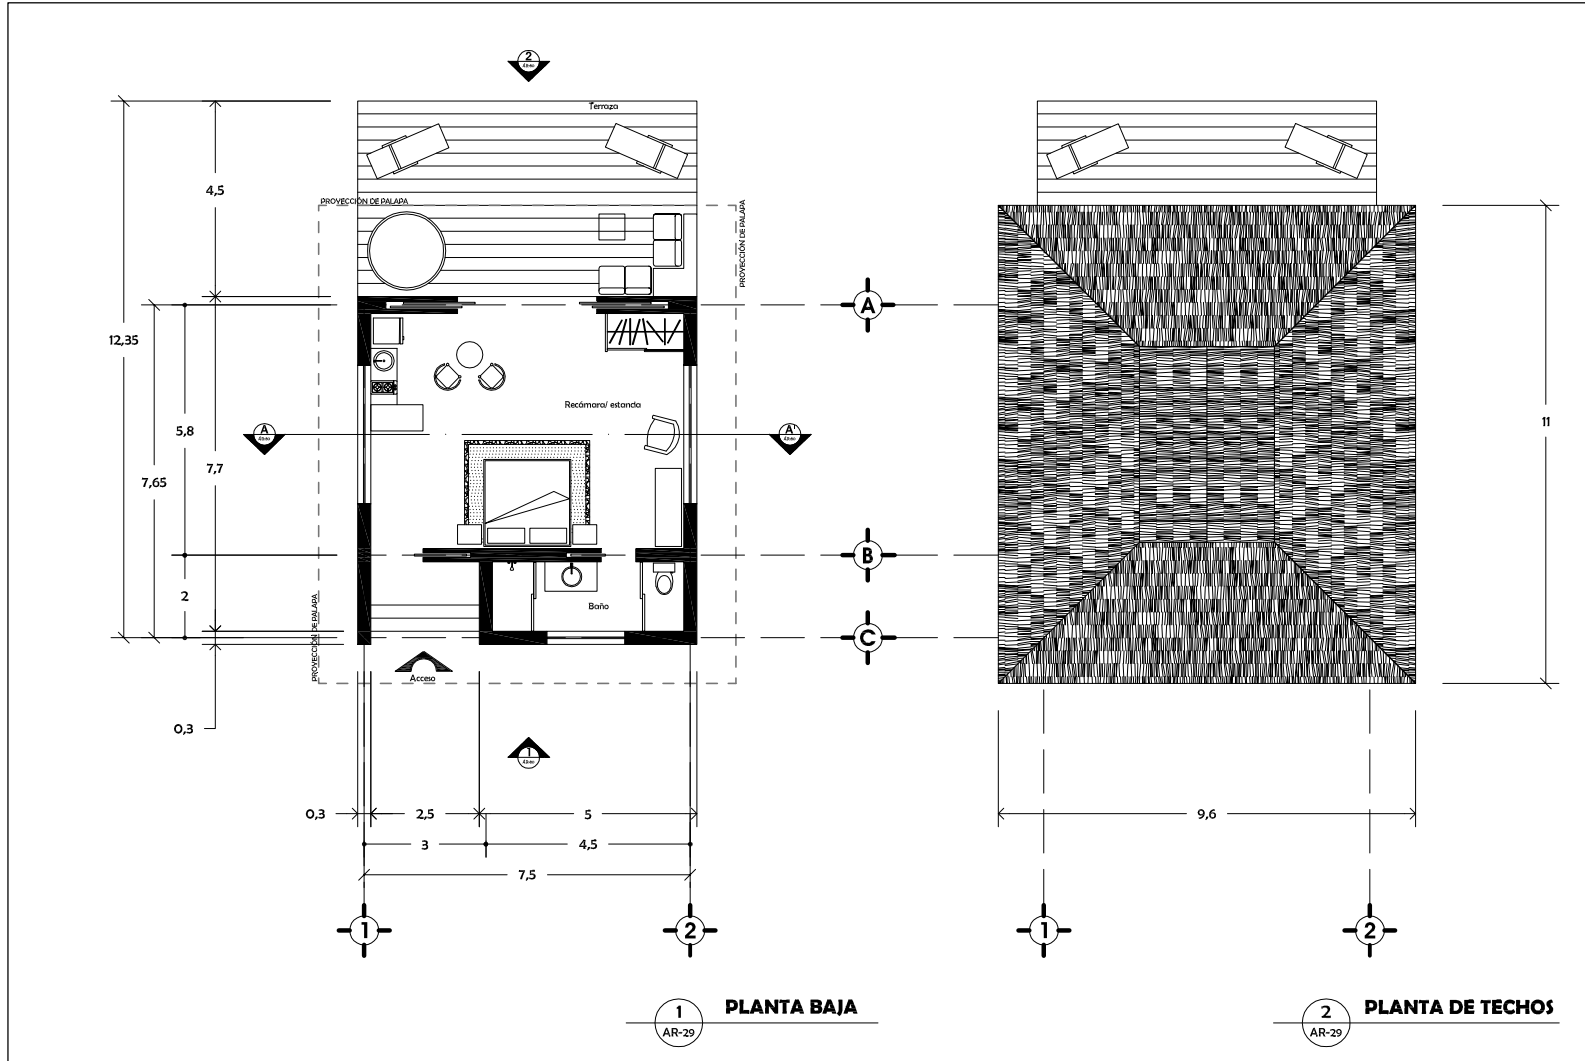 2
Terraza
4,5
PROYECCIÓN DE PALAPA
PROYECCIÓN DE PALAPA
A
12,35
11
Recámara/ estancia
5,8
A
A'
7,7
7,65
B
2
Baño
PROYECCIÓN DE PALAPA
C
Acceso
0,3
1
0,3
2,5
5
9,6
3
4,5
7,5
1
2
1
2
1
PLANTA BAJA
AR-29
2
PLANTA DE TECHOS
AR-29